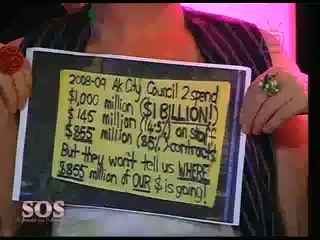 2008-09 Ak City Council 2 spend
$1,000 million ($1 BILLION!)
$145 million (14.5%) on staff
$855 million (85%)-contracts
But they won't tell us WHERE
$855 million of OUR $ is going!
SOS